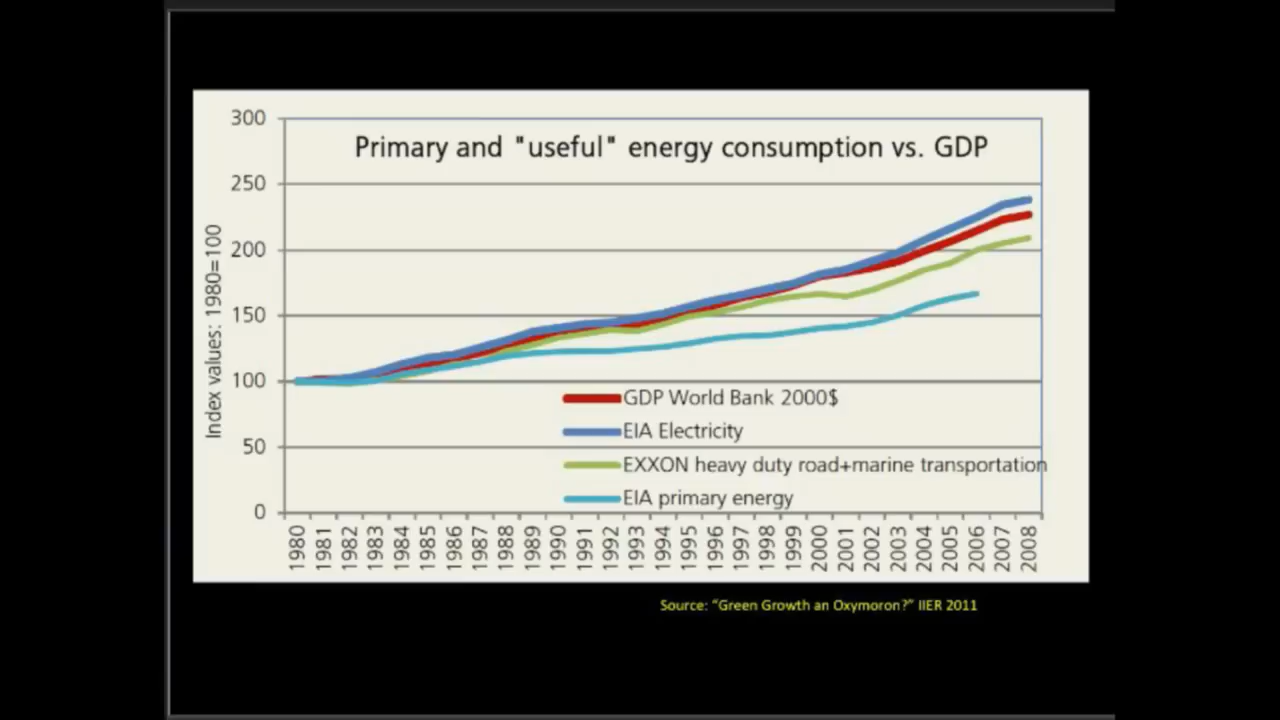 Primary and "useful" energy consumption vs. GDP
Index values: 1980=100
300
250
200
150
100
50
0
GDP World Bank 2000$
EIA Electricity
EXXON heavy duty road+marine transportation
EIA primary energy
1980 1981 1982 1983 1984 1985 1986 1987 1988 1989 1990 1991 1992 1993 1994 1995 1996 1997 1998 1999 2000 2001 2002 2003 2004 2005 2006 2007 2008
Source: “Green Growth an Oxymoron?” IIER 2011